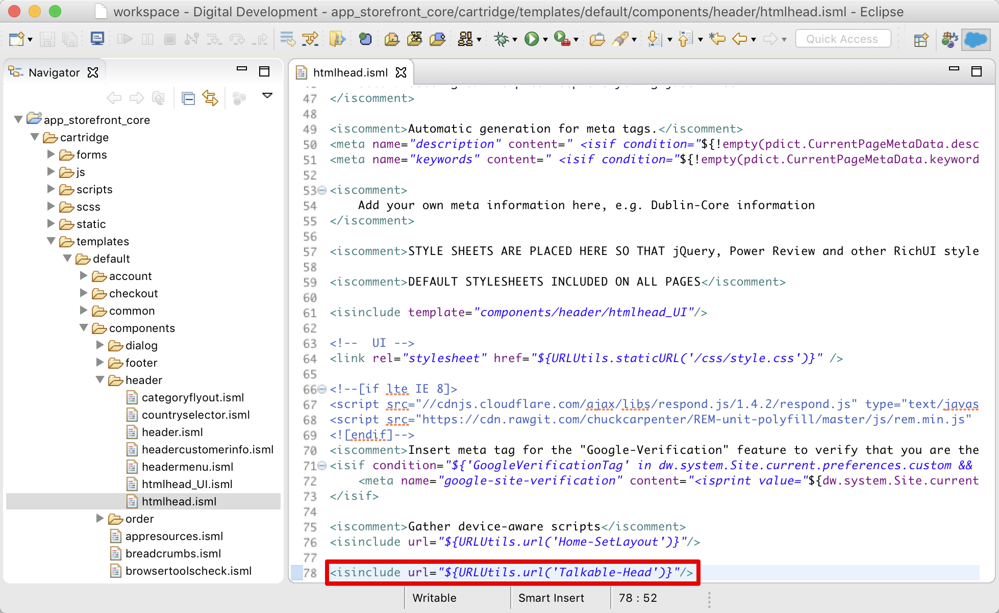 workspace - Digital Development - app_storefront_core/cartridge/templates/default/components/header/htmlhead.isml - Eclipse
Quick Access
Navigator
app_storefront_core
cartridge
forms
js
scripts
scss
static
templates
default
account
checkout
common
components
dialog
footer
header
categoryflyout.isml
countryselector.isml
header.isml
headercustomerinfo.isml
headermenu.isml
htmlhead_UI.isml
htmlhead.isml
order
appresources.isml
breadcrumbs.isml
browsertoolscheck.isml
htmlhead.isml
47 </iscomment>
48
49 <iscomment>Automatic generation for meta tags.</iscomment>
50 <meta name="description" content=" <isif condition="${!empty(pdict.CurrentPageMetaData.desc
51 <meta name="keywords" content=" <isif condition="${!empty(pdict.CurrentPageMetaData.keyword
52
53 <iscomment>
54     Add your own meta information here, e.g. Dublin-Core information
55 </iscomment>
56
57 <iscomment>STYLE SHEETS ARE PLACED HERE SO THAT jQuery, Power Review and other RichUI style
58
59 <iscomment>DEFAULT STYLESHEETS INCLUDED ON ALL PAGES</iscomment>
60
61 <isinclude template="components/header/htmlhead_UI"/>
62
63 <!--  UI -->
64 <link rel="stylesheet" href="${URLUtils.staticURL('/css/style.css')}" />
65
66 <!--[if lte IE 8]>
67 <script src="//cdnjs.cloudflare.com/ajax/libs/respond.js/1.4.2/respond.js" type="text/javas
68 <script src="https://cdn.rawgit.com/chuckcarpenter/REM-unit-polyfill/master/js/rem.min.js"
69 <![endif]-->
70 <iscomment>Insert meta tag for the "Google-Verification" feature to verify that you are the
71 <isif condition="${'GoogleVerificationTag' in dw.system.Site.current.preferences.custom &&
72     <meta name="google-site-verification" content="<isprint value="${dw.system.Site.current
73 </isif>
74
75 <iscomment>Gather device-aware scripts</iscomment>
76 <isinclude url="${URLUtils.url('Home-SetLayout')}"/>
77
78 <isinclude url="${URLUtils.url('Talkable-Head')}"/>
Writable
Smart Insert
78 : 52